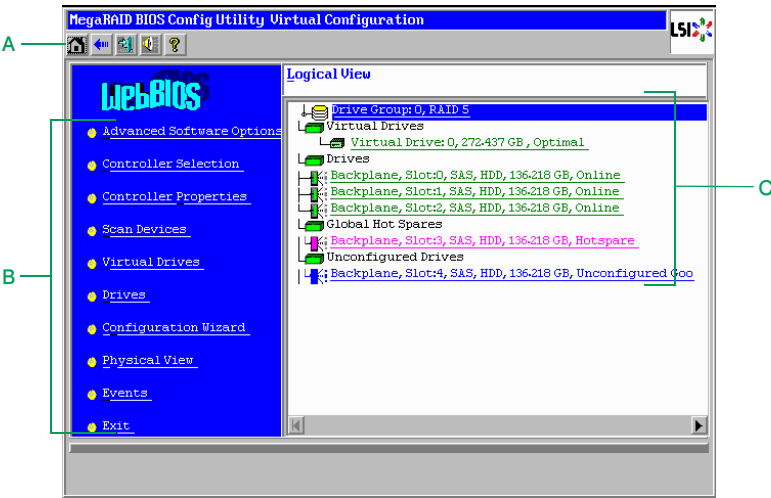 MegaRAID BIOS Config Utility Virtual Configuration
LSI
A
WebBIOS
Logical View
B
Advanced Software Options
Controller Selection
Controller Properties
Scan Devices
Virtual Drives
Drives
Configuration Wizard
Physical View
Events
Exit
Drive Group: 0, RAID 5
Virtual Drives
Virtual Drive: 0, 272.437 GB , Optimal
Drives
Backplane, Slot:0, SAS, HDD, 136.218 GB, Online
Backplane, Slot:1, SAS, HDD, 136.218 GB, Online
Backplane, Slot:2, SAS, HDD, 136.218 GB, Online
Global Hot Spares
Backplane, Slot:3, SAS, HDD, 136.218 GB, Hotspare
Unconfigured Drives
Backplane, Slot:4, SAS, HDD, 136.218 GB, Unconfigured Goo
C